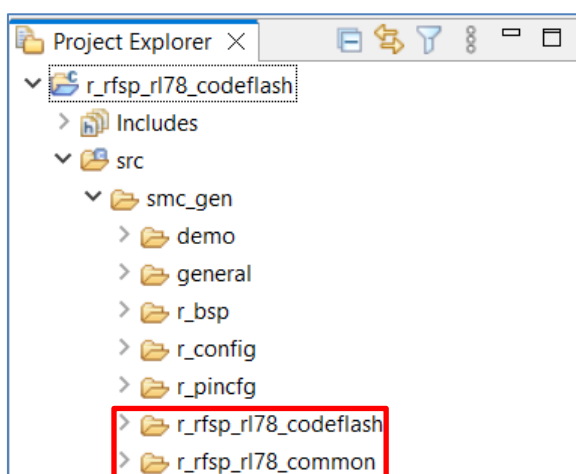 Project Explorer
r_rfsp_rl78_codeflash
Includes
src
smc_gen
demo
general
r_bsp
r_config
r_pincfg
r_rfsp_rl78_codeflash
r_rfsp_rl78_common